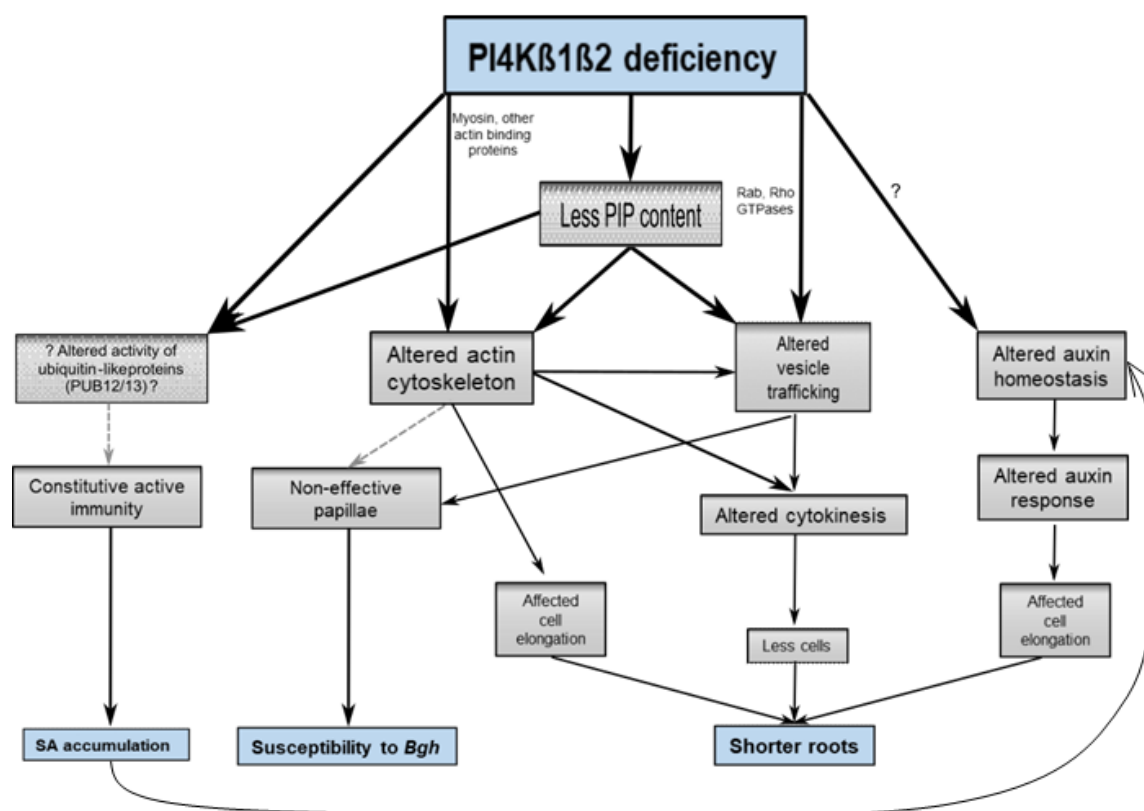 PI4Kß1ß2 deficiency
Myosin, other
actin binding
proteins
Less PIP content
Rab, Rho
GTPases
?
? Altered activity of
ubiquitin-likeproteins
(PUB12/13) ?
Altered actin
cytoskeleton
Altered
vesicle
trafficking
Altered auxin
homeostasis
Constitutive active
immunity
Non-effective
papillae
Altered cytokinesis
Altered auxin
response
Affected
cell
elongation
Less cells
Affected
cell
elongation
SA accumulation
Susceptibility to Bgh
Shorter roots